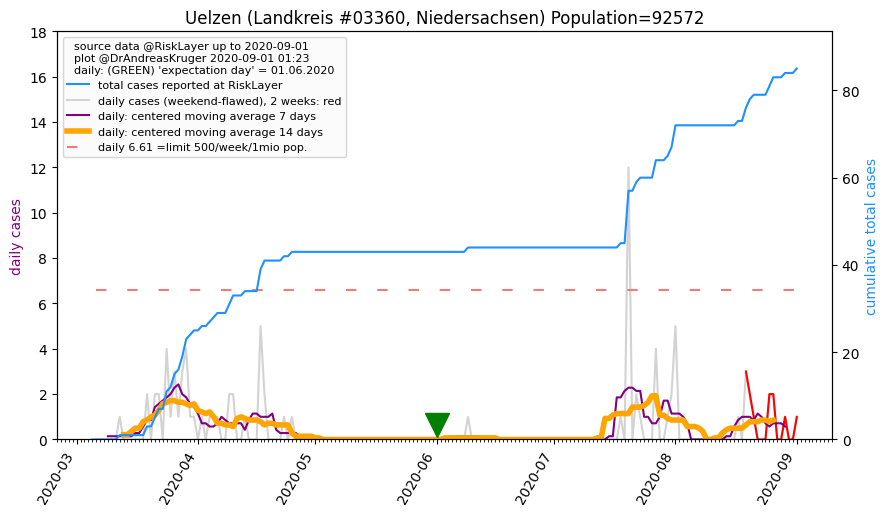 Uelzen (Landkreis #03360, Niedersachsen) Population=92572
source data @RiskLayer up to 2020-09-01
plot @DrAndreasKruger 2020-09-01 01:23
daily: (GREEN) 'expectation day' = 01.06.2020
total cases reported at RiskLayer
daily cases (weekend-flawed), 2 weeks: red
daily: centered moving average 7 days
daily: centered moving average 14 days
daily 6.61 =limit 500/week/1mio pop.
daily cases
18
16
14
12
10
8
6
4
2
0
cumulative total cases
80
60
40
20
0
2020-03
2020-04
2020-05
2020-06
2020-07
2020-08
2020-09